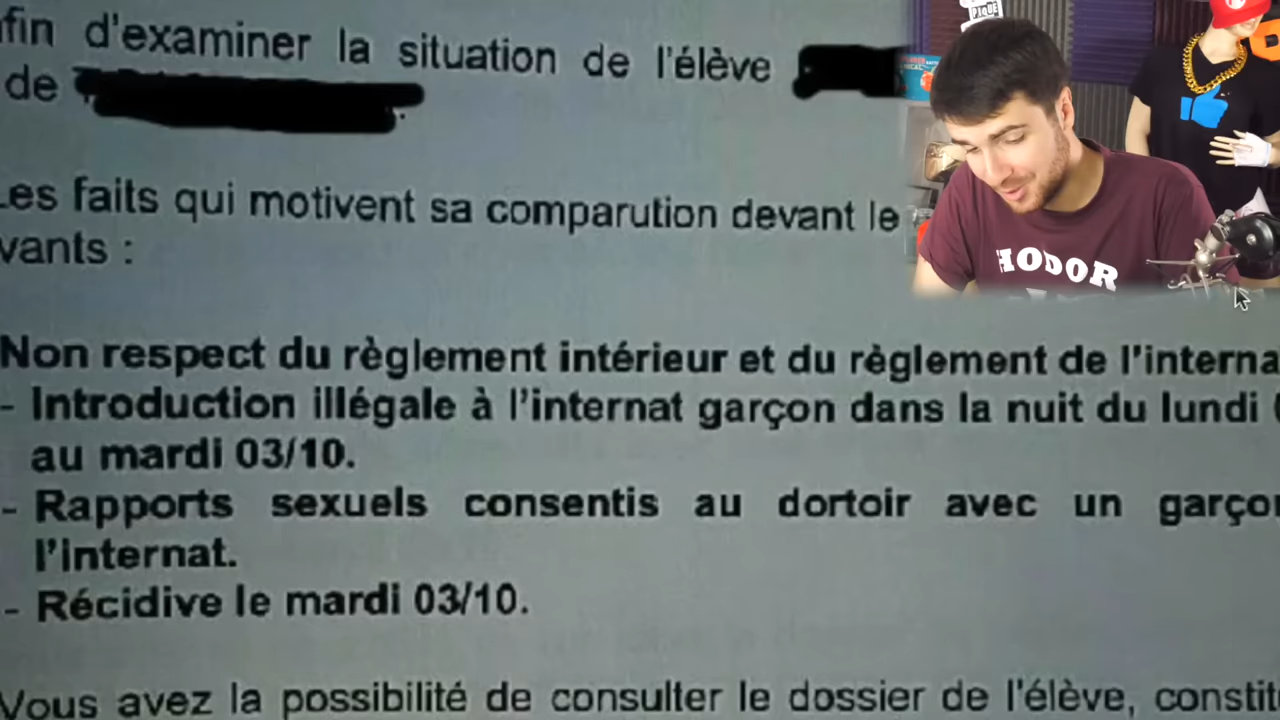 fin d'examiner la situation de l'élève
de
Les faits qui motivent sa comparution devant le
vants :
Non respect du règlement intérieur et du règlement de l'interna
- Introduction illégale à l'internat garçon dans la nuit du lundi
au mardi 03/10.
- Rapports sexuels consentis au dortoir avec un garço
l'internat.
- Récidive le mardi 03/10.
Vous avez la possibilité de consulter le dossier de l'élève, constit
PIQUE
HODOR